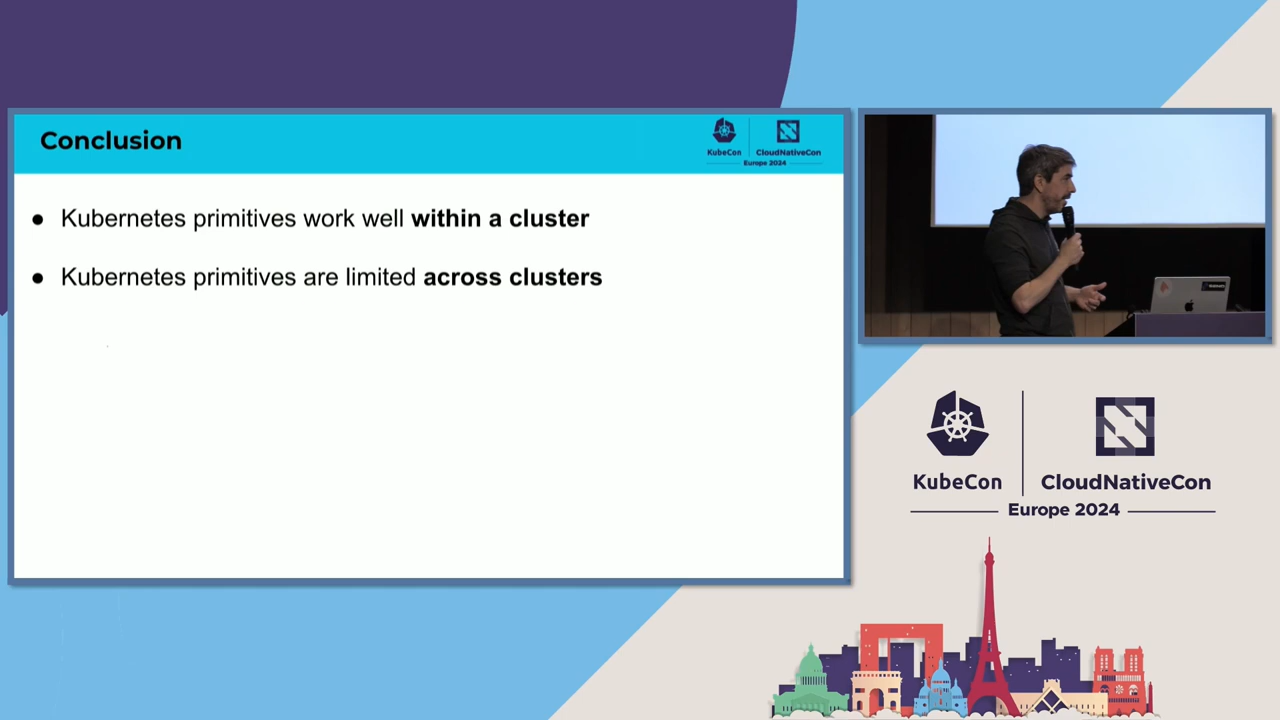 Conclusion
KubeCon
CloudNativeCon
Europe 2024
● Kubernetes primitives work well within a cluster
● Kubernetes primitives are limited across clusters
KubeCon
CloudNativeCon
Europe 2024